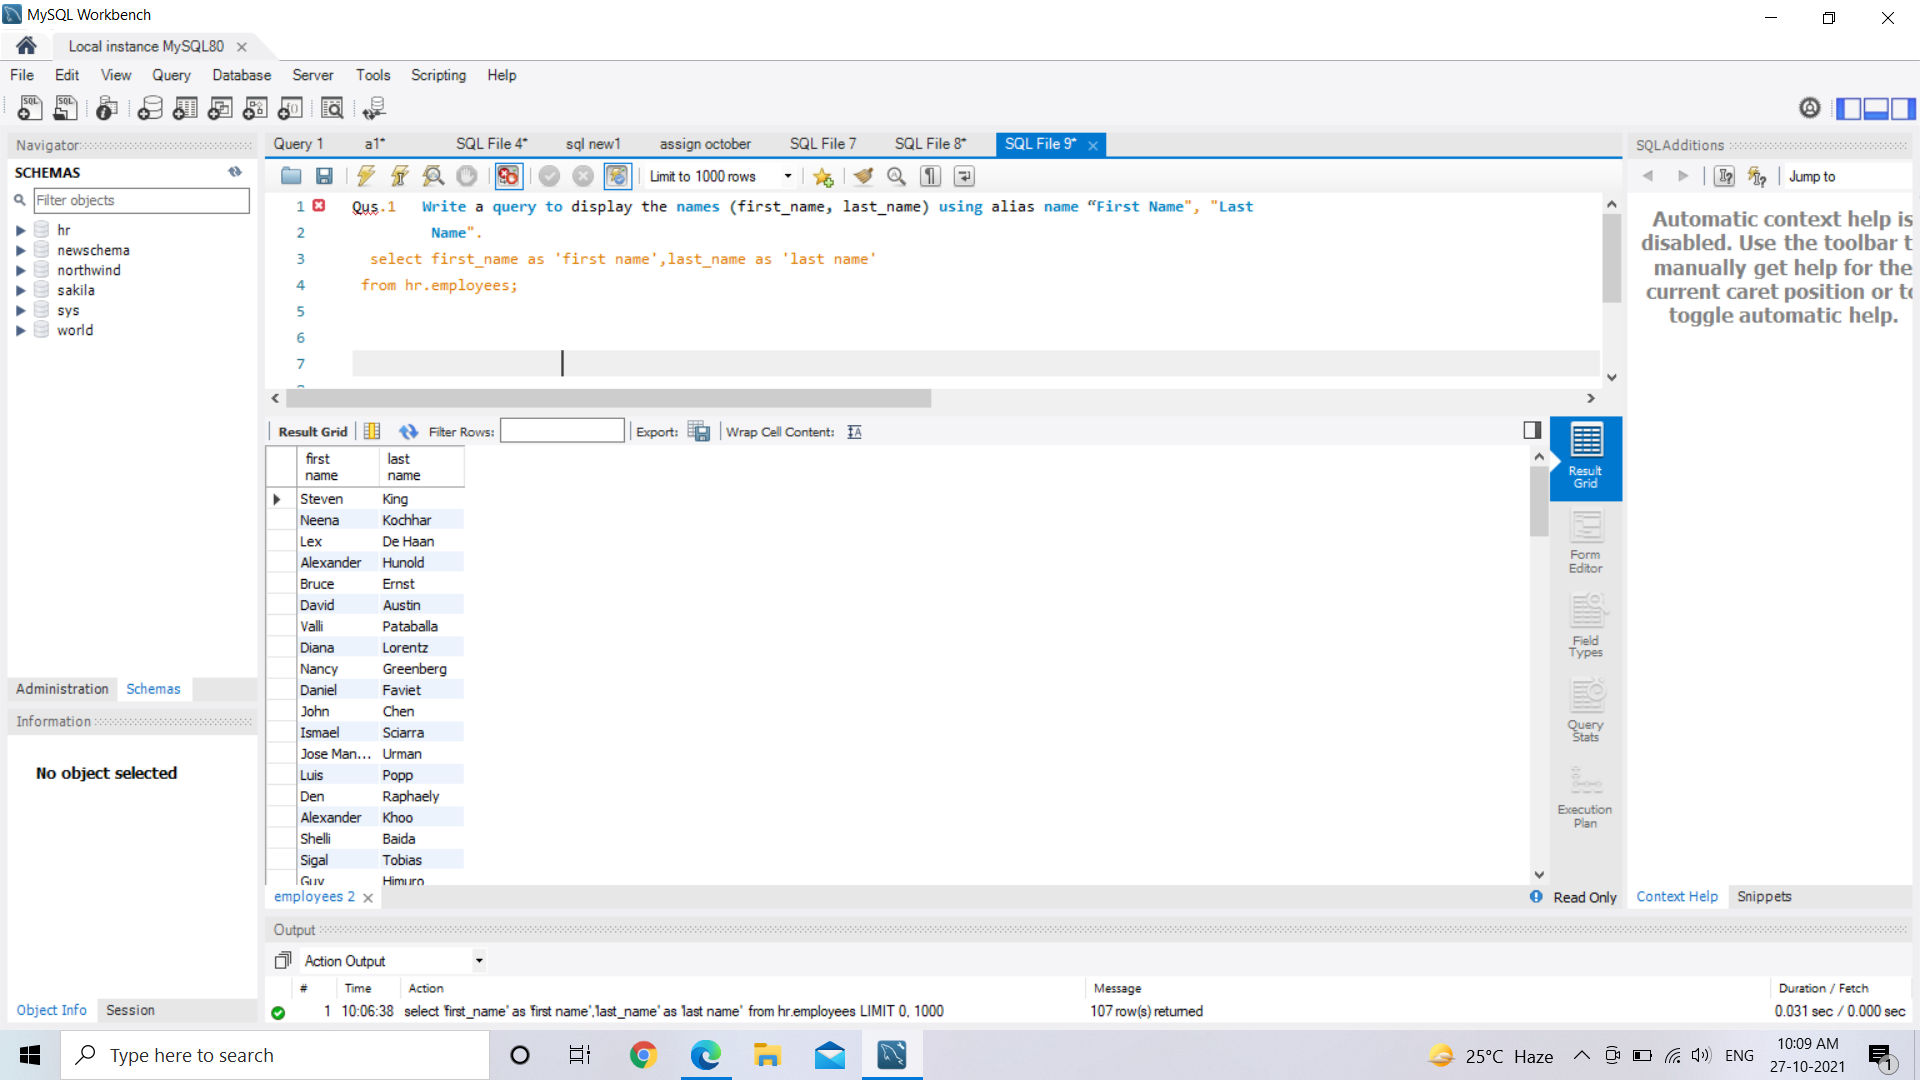 MySQL Workbench
Local instance MySQL80
File Edit View Query Database Server Tools Scripting Help
Navigator
SCHEMAS
Filter objects
hr
newschema
northwind
sakila
sys
world
Administration Schemas
Information
No object selected
Object Info Session
Query 1 a1* SQL File 4* sql new1 assign october SQL File 7 SQL File 8* SQL File 9*
Limit to 1000 rows
1 Qus.1 Write a query to display the names (first_name, last_name) using alias name “First Name", "Last
2 Name".
3 select first_name as 'first name',last_name as 'last name'
4 from hr.employees;
5
6
7
Result Grid Filter Rows: Export: Wrap Cell Content:
first name last name
Steven King
Neena Kochhar
Lex De Haan
Alexander Hunold
Bruce Ernst
David Austin
Valli Pataballa
Diana Lorentz
Nancy Greenberg
Daniel Faviet
John Chen
Ismael Sciarra
Jose Man... Urman
Luis Popp
Den Raphaely
Alexander Khoo
Shelli Baida
Sigal Tobias
Guy Himuro
employees 2
Read Only
Result Grid
Form Editor
Field Types
Query Stats
Execution Plan
SQLAdditions
Jump to
Automatic context help is
disabled. Use the toolbar t
manually get help for the
current caret position or to
toggle automatic help.
Context Help Snippets
Output
Action Output
# Time Action Message Duration / Fetch
1 10:06:38 select 'first_name' as 'first name','last_name' as 'last name' from hr.employees LIMIT 0, 1000 107 row(s) returned 0.031 sec / 0.000 sec
Type here to search
25°C Haze
ENG
10:09 AM
27-10-2021
1